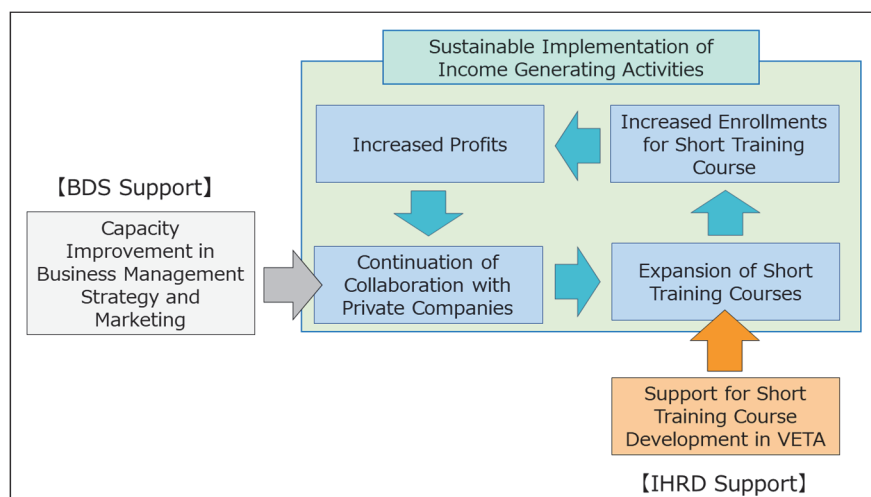 Sustainable Implementation of
Income Generating Activities
Increased Profits
Increased Enrollments
for Short Training
Course
【BDS Support】
Capacity
Improvement in
Business Management
Strategy and
Marketing
Continuation of
Collaboration with
Private Companies
Expansion of Short
Training Courses
Support for Short
Training Course
Development in VETA
【IHRD Support】